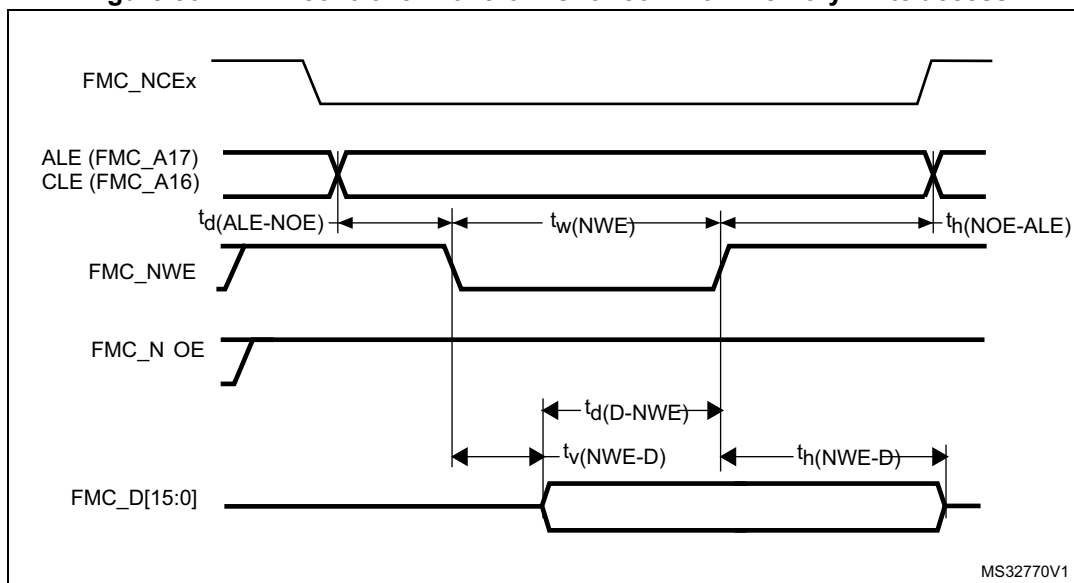 FMC_NCEx
ALE (FMC_A17)
CLE (FMC_A16)
td(ALE-NOE)
tw(NWE)
th(NOE-ALE)
FMC_NWE
FMC_N OE
td(D-NWE)
tv(NWE-D)
th(NWE-D)
FMC_D[15:0]
MS32770V1